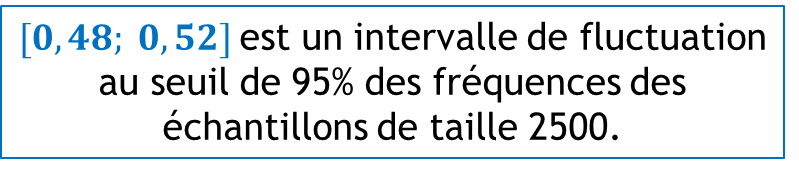 [0,48; 0,52] est un intervalle de fluctuation
au seuil de 95% des fréquences des
échantillons de taille 2500.